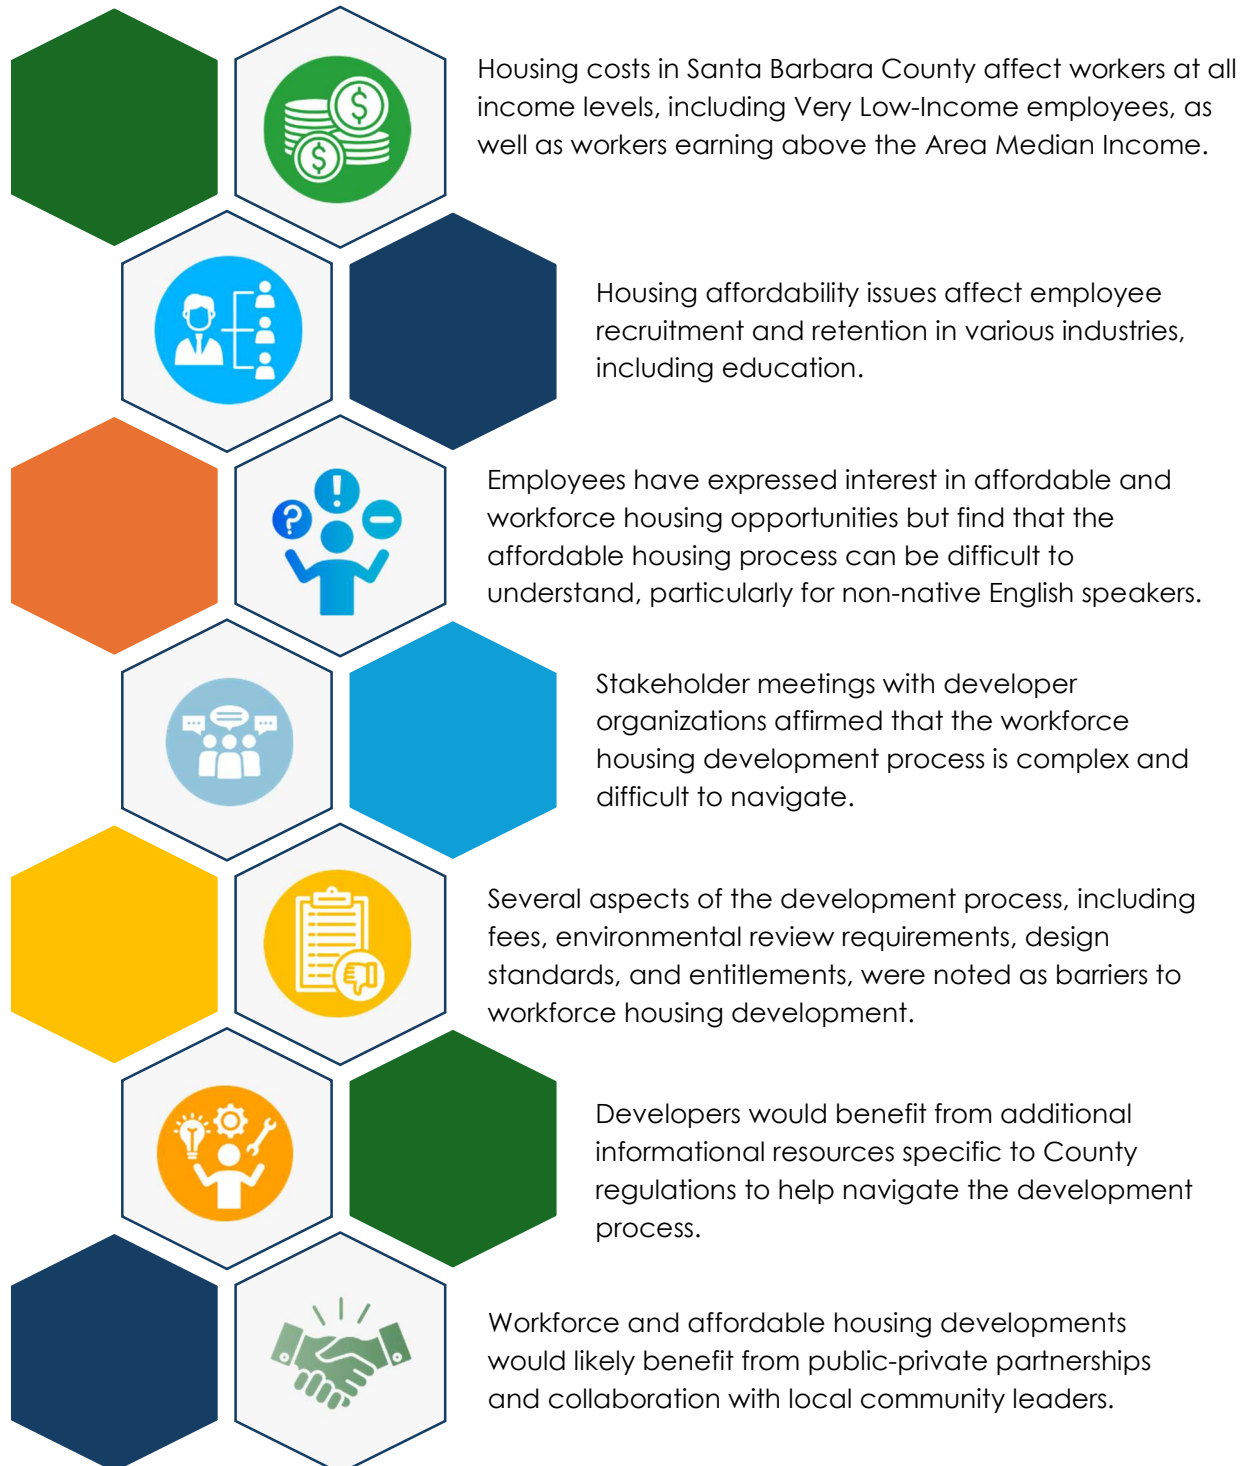 Housing costs in Santa Barbara County affect workers at all
income levels, including Very Low-Income employees, as
well as workers earning above the Area Median Income.
Housing affordability issues affect employee
recruitment and retention in various industries,
including education.
Employees have expressed interest in affordable and
workforce housing opportunities but find that the
affordable housing process can be difficult to
understand, particularly for non-native English speakers.
Stakeholder meetings with developer
organizations affirmed that the workforce
housing development process is complex and
difficult to navigate.
Several aspects of the development process, including
fees, environmental review requirements, design
standards, and entitlements, were noted as barriers to
workforce housing development.
Developers would benefit from additional
informational resources specific to County
regulations to help navigate the development
process.
Workforce and affordable housing developments
would likely benefit from public-private partnerships
and collaboration with local community leaders.